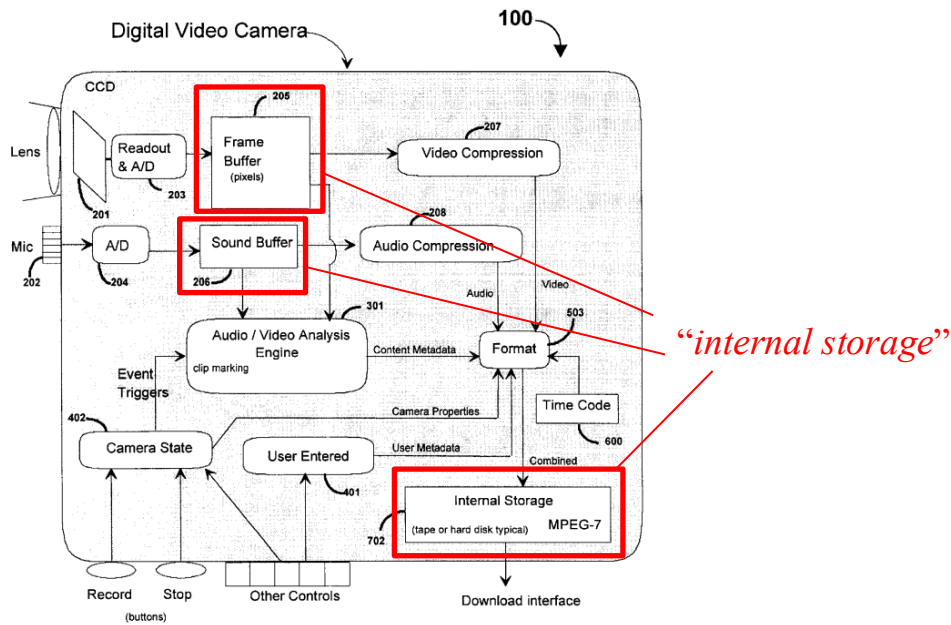 100
Digital Video Camera
CCD
205
207
Lens
Readout
& A/D
Frame
Buffer
(pixels)
Video Compression
203
201
208
Mic
A/D
Sound Buffer
Audio Compression
202
204
206
Audio
Video
301
503
“internal storage”
Audio / Video Analysis
Engine
clip marking
Content Metadata
Format
Event
Triggers
Time Code
402
Camera Properties
600
Camera State
User Entered
User Metadata
Combined
401
Internal Storage
(tape or hard disk typical)
MPEG-7
702
Record
Stop
Other Controls
Download interface
(buttons)